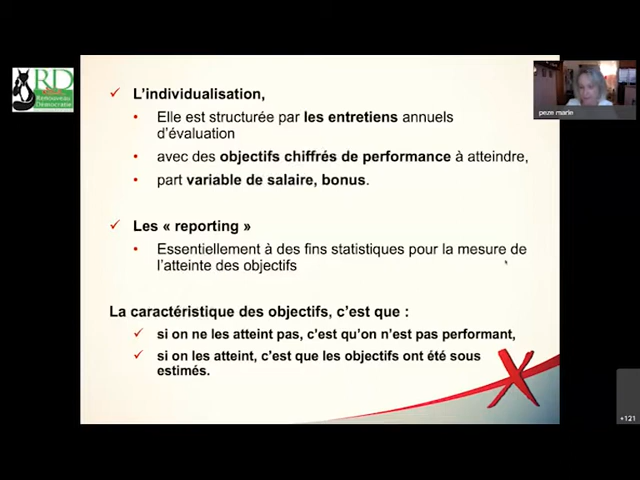 RD
Renouveau
Démocratie
L'individualisation,
Elle est structurée par les entretiens annuels
d'évaluation
avec des objectifs chiffrés de performance à atteindre,
part variable de salaire, bonus.
Les « reporting »
Essentiellement à des fins statistiques pour la mesure de
l'atteinte des objectifs
La caractéristique des objectifs, c'est que :
si on ne les atteint pas, c'est qu'on n'est pas performant,
si on les atteint, c'est que les objectifs ont été sous
estimés.
peze marie
+121